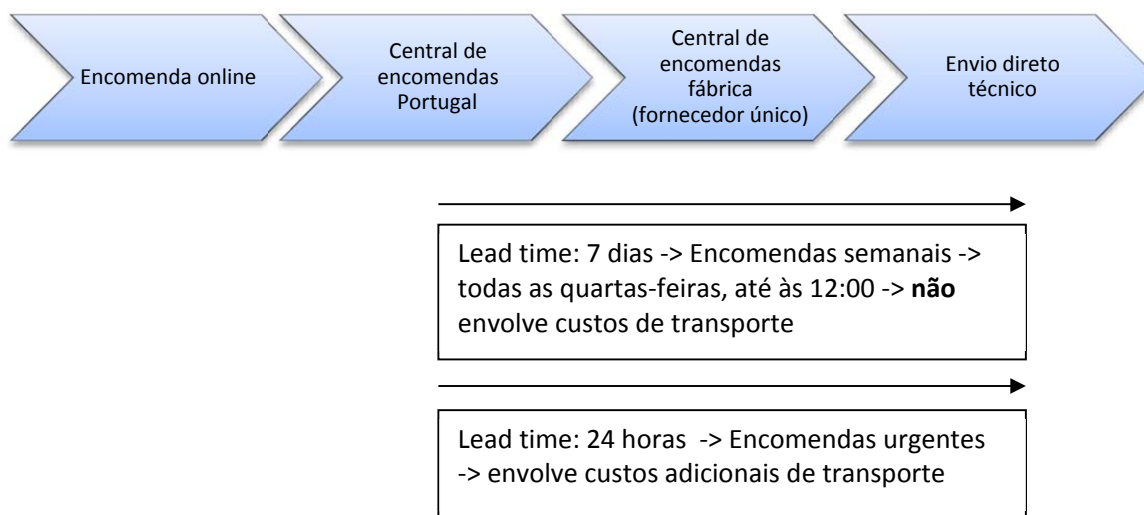 Encomenda online
Central de
encomendas
Portugal
Central de
encomendas
fábrica
(fornecedor único)
Envio direto
técnico
Lead time: 7 dias -> Encomendas semanais ->
todas as quartas-feiras, até às 12:00 -> não
envolve custos de transporte
Lead time: 24 horas  -> Encomendas urgentes
-> envolve custos adicionais de transporte